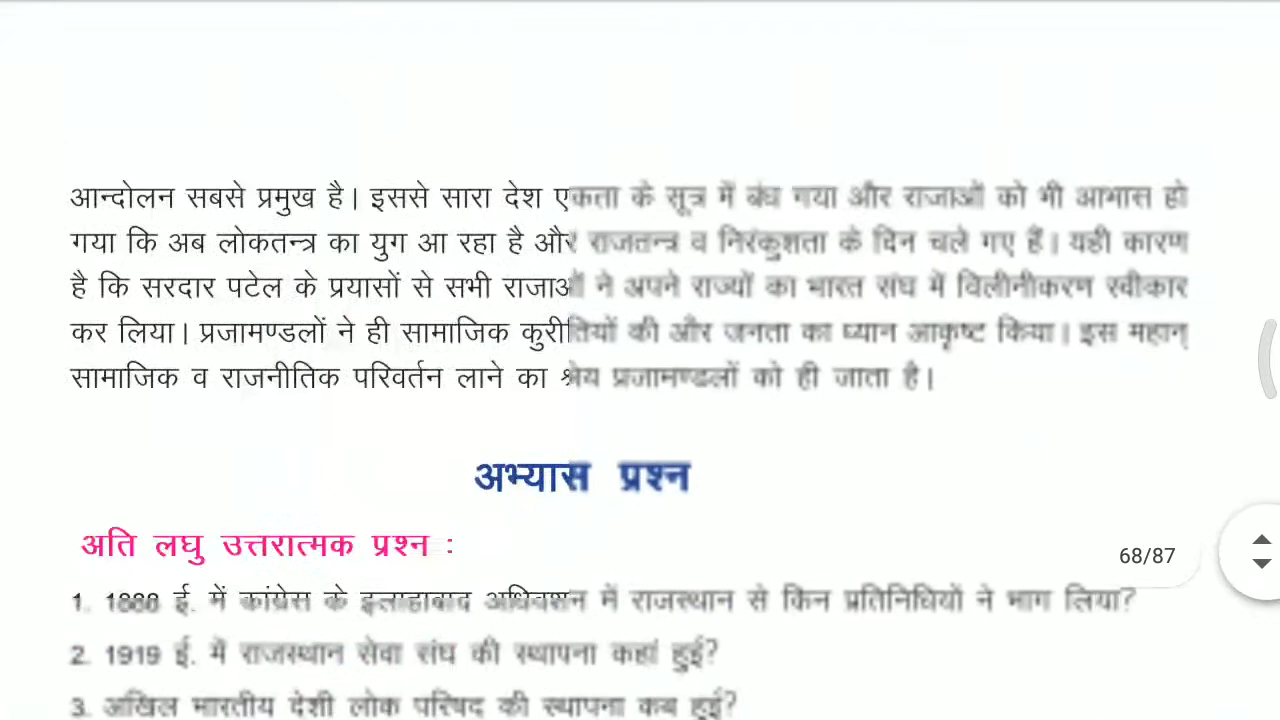 आन्दोलन सबसे प्रमुख है। इससे सारा देश एकता के सूत्र में बंध गया और राजाओं को भी आभास हो
गया कि अब लोकतन्त्र का युग आ रहा है और राजतन्त्र व निरंकुशता के दिन चले गए हैं। यही कारण
है कि सरदार पटेल के प्रयासों से सभी राजाओं ने अपने राज्यों का भारत संघ में विलीनीकरण स्वीकार
कर लिया। प्रजामण्डलों ने ही सामाजिक कुरीतियों की और जनता का ध्यान आकृष्ट किया। इस महान्
सामाजिक व राजनीतिक परिवर्तन लाने का श्रेय प्रजामण्डलों को ही जाता है।
अभ्यास प्रश्न
अति लघु उत्तरात्मक प्रश्न :
68/87
1. 1888 ई. में कांग्रेस के इलाहाबाद अधिवेशन में राजस्थान से किन प्रतिनिधियों ने भाग लिया?
2. 1919 ई. में राजस्थान सेवा संघ की स्थापना कहां हुई?
3. अखिल भारतीय देशी लोक परिषद की स्थापना कब हुई?